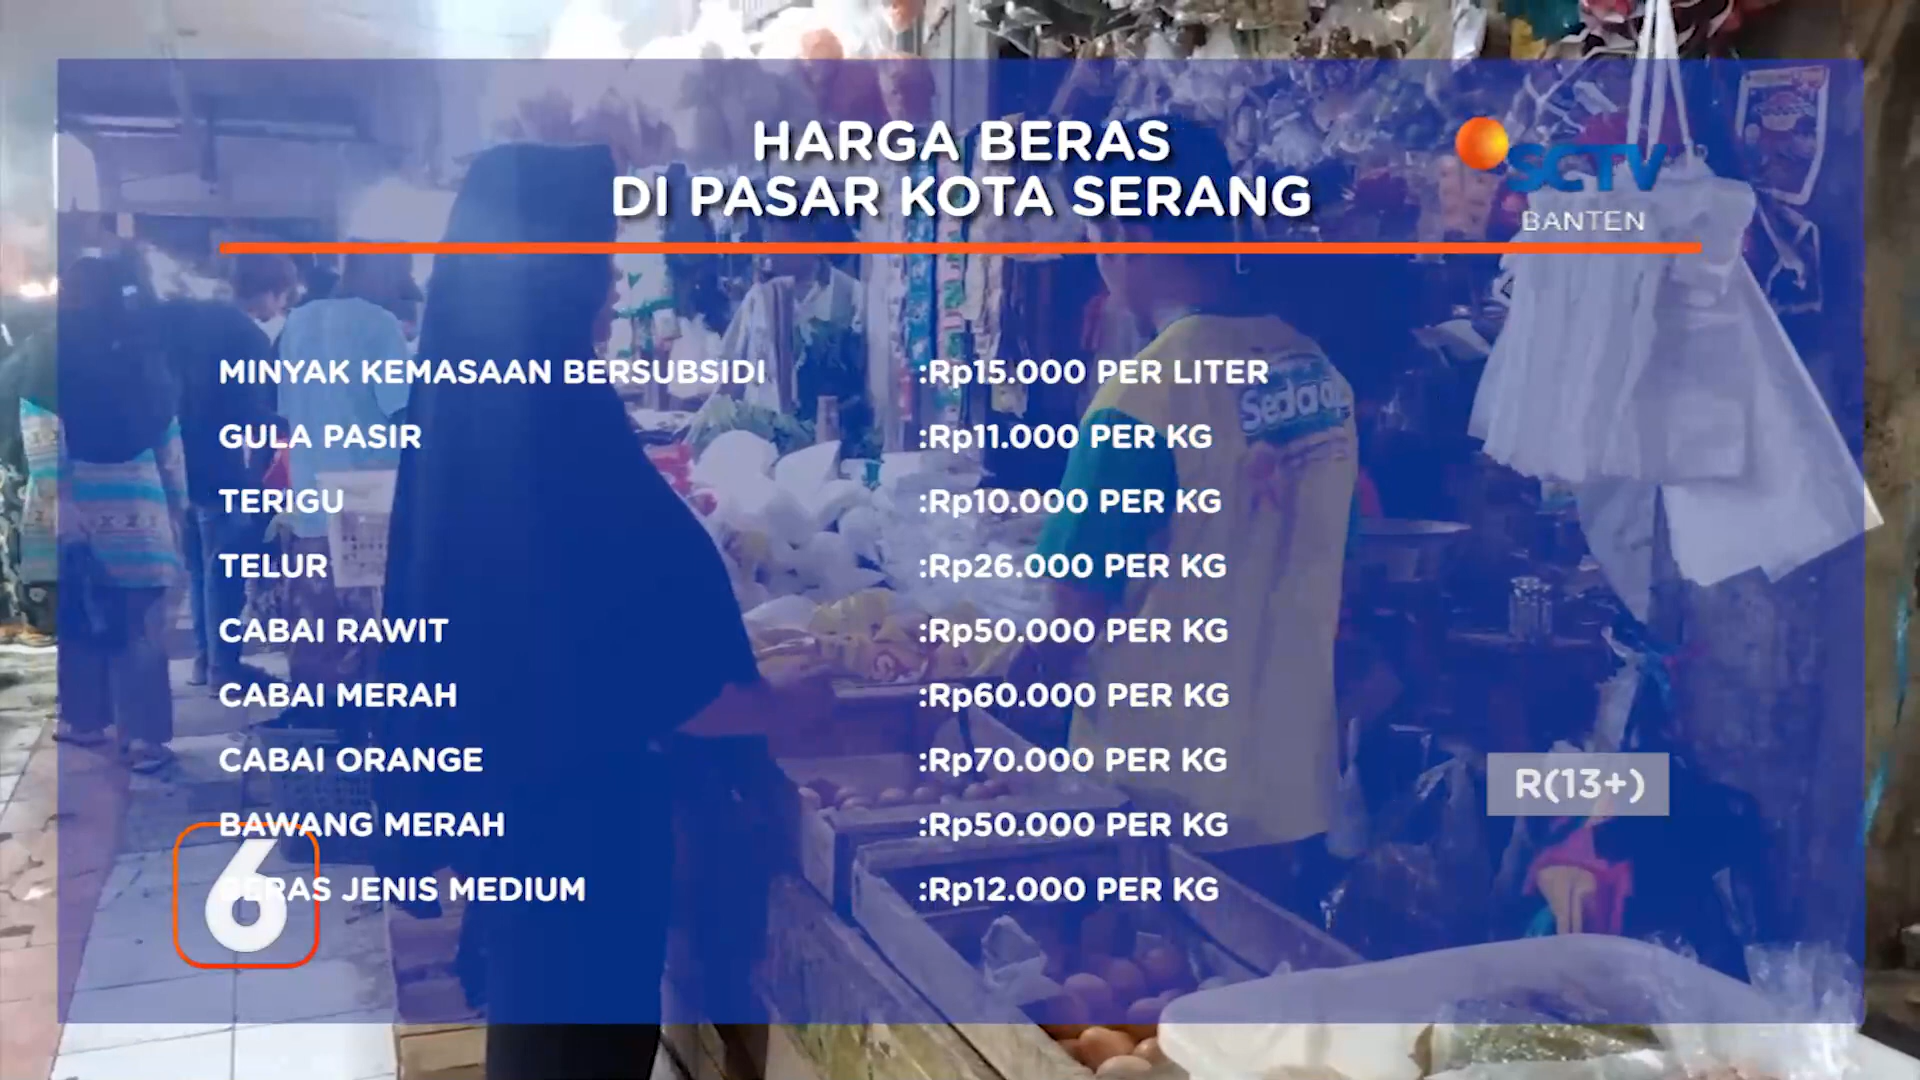 HARGA BERAS
DI PASAR KOTA SERANG
SCTV
BANTEN
MINYAK KEMASAAN BERSUBSIDI :Rp15.000 PER LITER
GULA PASIR :Rp11.000 PER KG
TERIGU :Rp10.000 PER KG
TELUR :Rp26.000 PER KG
CABAI RAWIT :Rp50.000 PER KG
CABAI MERAH :Rp60.000 PER KG
CABAI ORANGE :Rp70.000 PER KG
R(13+)
BAWANG MERAH :Rp50.000 PER KG
BERAS JENIS MEDIUM :Rp12.000 PER KG
6